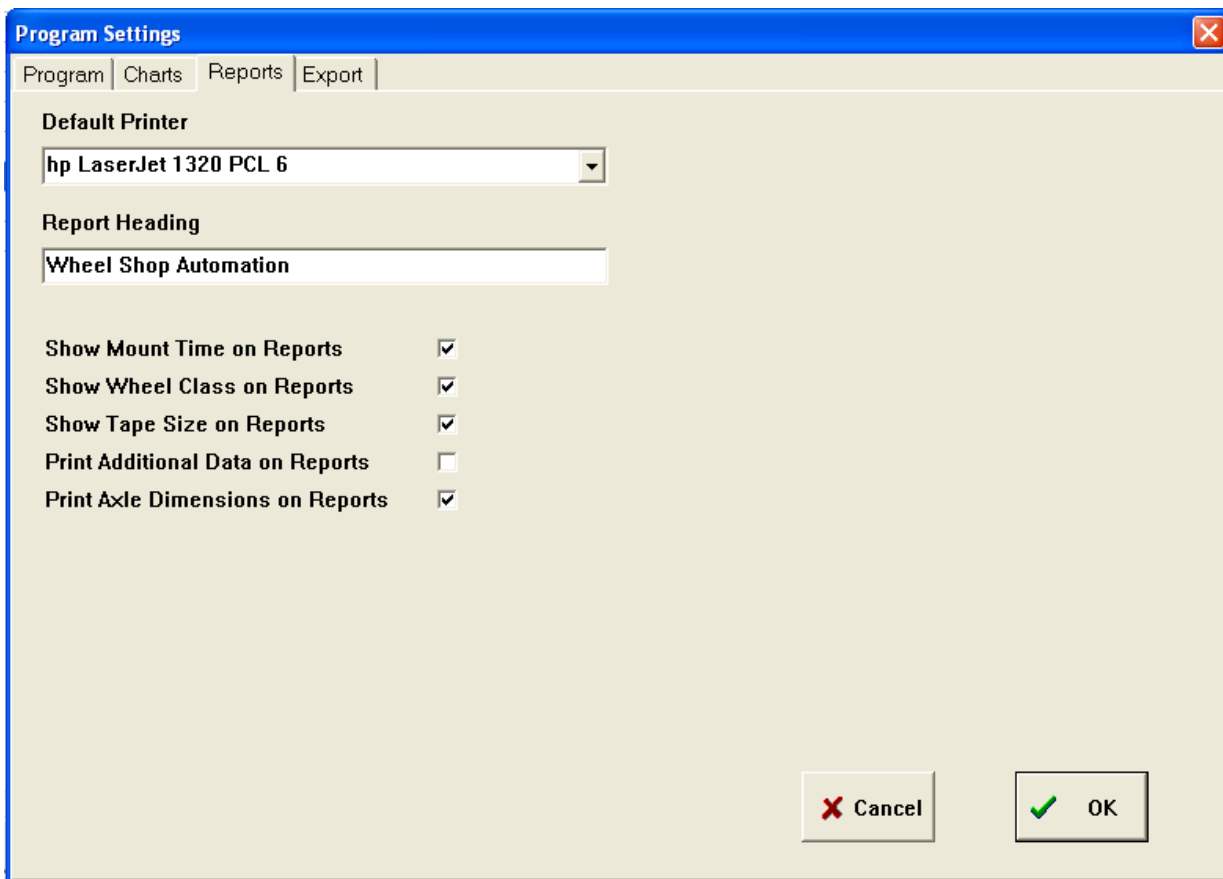 Program Settings
Program Charts Reports Export
Default Printer
hp LaserJet 1320 PCL 6
Report Heading
Wheel Shop Automation
Show Mount Time on Reports
Show Wheel Class on Reports
Show Tape Size on Reports
Print Additional Data on Reports
Print Axle Dimensions on Reports
Cancel OK